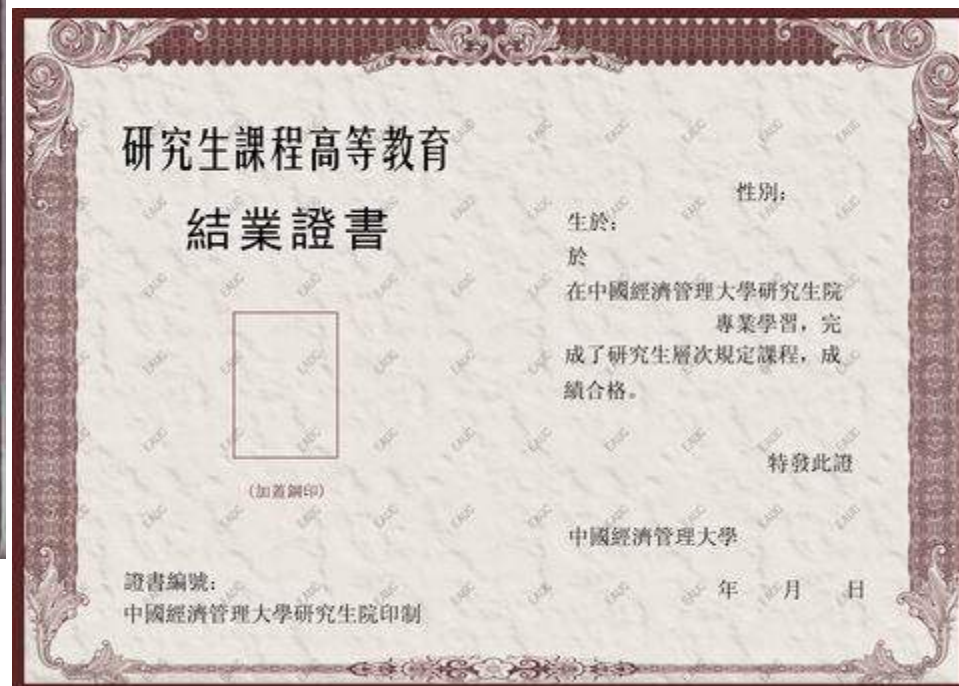 研究生課程高等教育
結業證書
(加蓋鋼印)
證書編號：
中國經濟管理大學研究生院印制
性別：
生於：
於
在中國經濟管理大學研究生院
專業學習，完
成了研究生層次規定課程，成
績合格。
特發此證
中國經濟管理大學
年 月 日